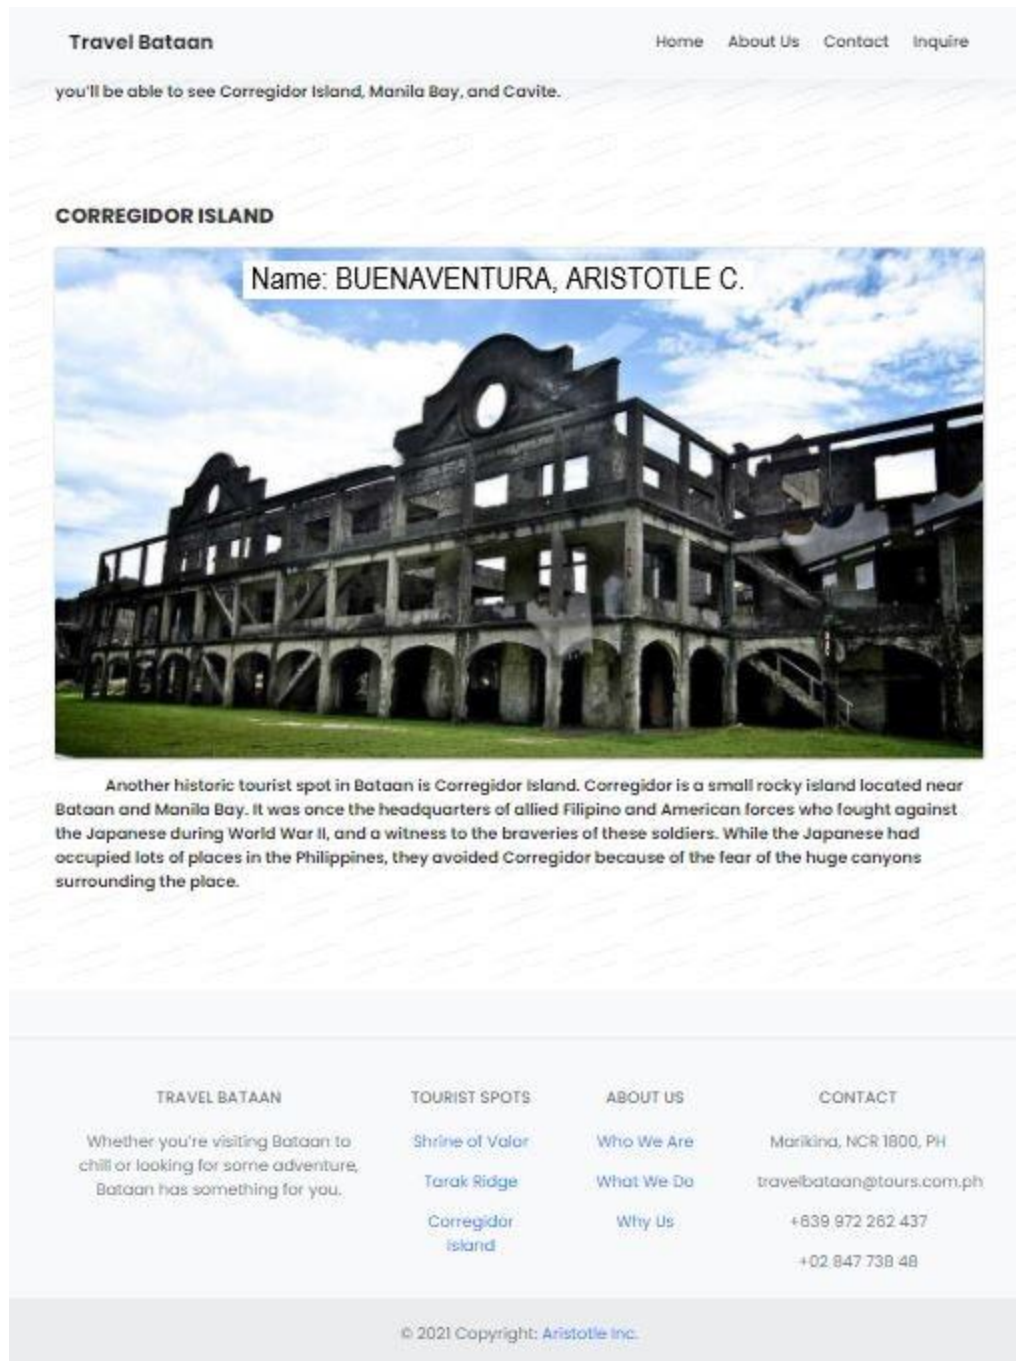 Travel Bataan
Home About Us Contact Inquire
you'll be able to see Corregidor Island, Manila Bay, and Cavite.
CORREGIDOR ISLAND
Name: BUENAVENTURA, ARISTOTLE C.
Another historic tourist spot in Bataan is Corregidor Island. Corregidor is a small rocky island located near
Bataan and Manila Bay. It was once the headquarters of allied Filipino and American forces who fought against
the Japanese during World War II, and a witness to the braveries of these soldiers. While the Japanese had
occupied lots of places in the Philippines, they avoided Corregidor because of the fear of the huge canyons
surrounding the place.
TRAVEL BATAAN
Whether you're visiting Bataan to
chill or looking for some adventure,
Bataan has something for you.
TOURIST SPOTS
Shrine of Valor
Tarak Ridge
Corregidor
Island
ABOUT US
Who We Are
What We Do
Why Us
CONTACT
Marikina, NCR 1800, PH
travelbataan@tours.com.ph
+639 972 262 437
+02 847 738 48
© 2021 Copyright: Aristotle Inc.